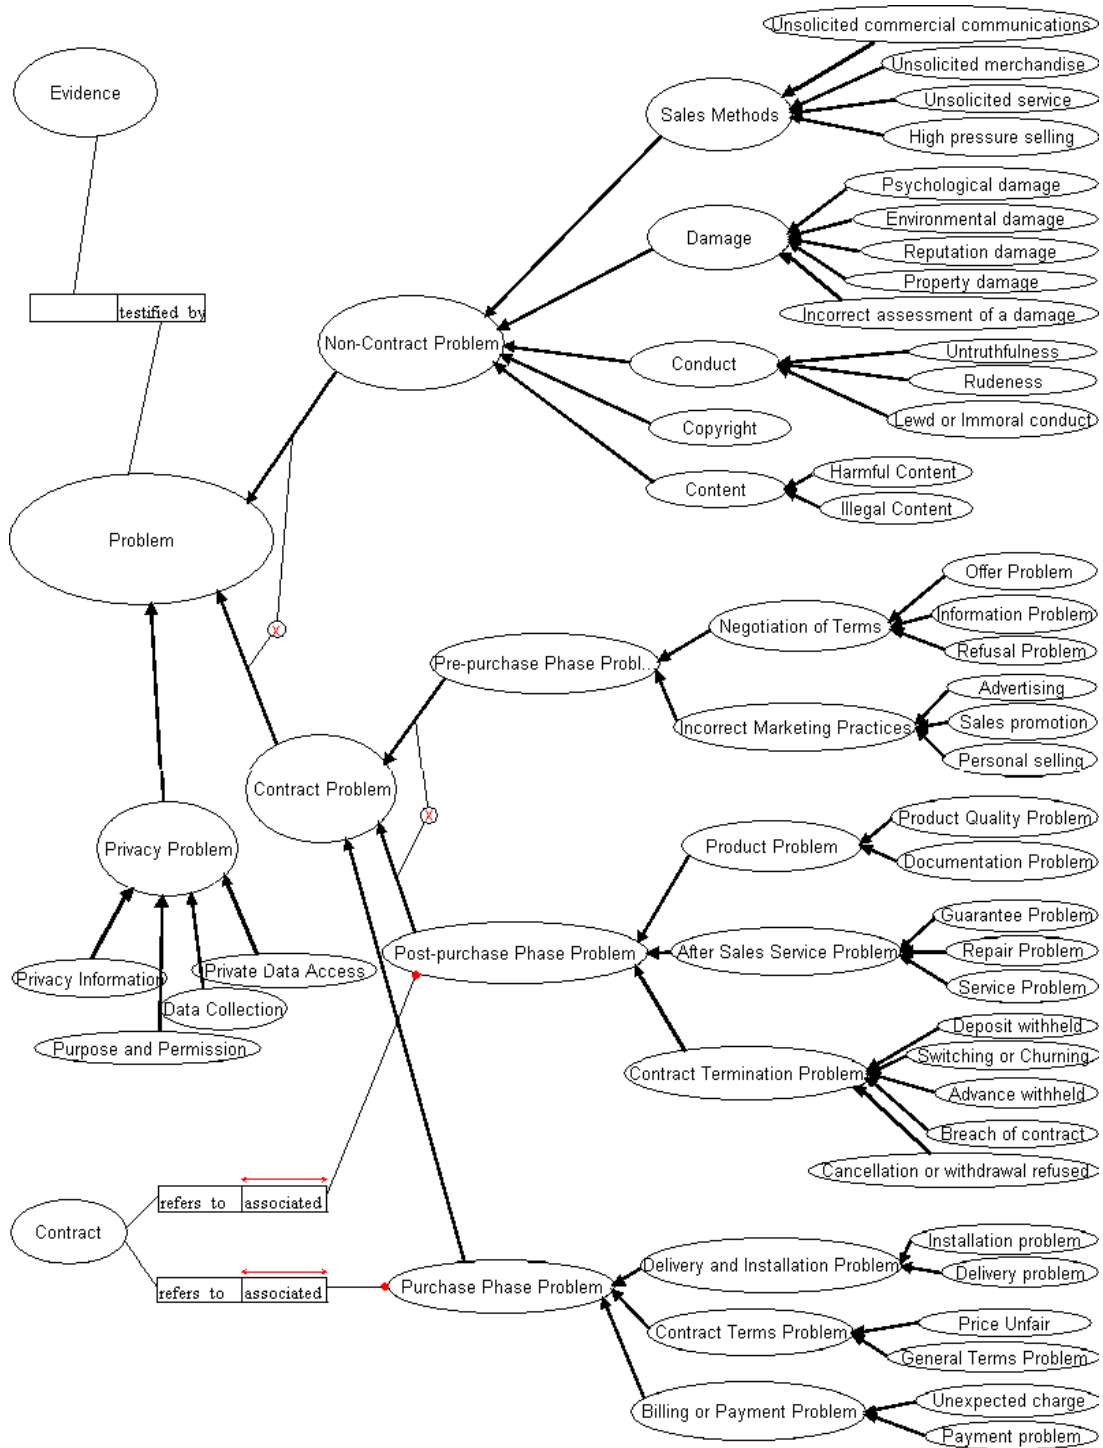 Unsolicited commercial communications
Evidence
Unsolicited merchandise
Unsolicited service
Sales Methods
High pressure selling
Psychological damage
Environmental damage
Damage
Reputation damage
Property damage
testified by
Incorrect assessment of a damage
Non-Contract Problem
Untruthfulness
Conduct
Rudeness
Lewd or Immoral conduct
Copyright
Harmful Content
Content
Illegal Content
Problem
Offer Problem
Information Problem
Negotiation of Terms
X
Refusal Problem
Pre-purchase Phase Probl...
Advertising
Sales promotion
Incorrect Marketing Practices
Personal selling
Contract Problem
X
Product Quality Problem
Product Problem
Privacy Problem
Documentation Problem
Guarantee Problem
Post-purchase Phase Problem
After Sales Service Problem
Repair Problem
Private Data Access
Privacy Information
Service Problem
Data Collection
Deposit withheld
Purpose and Permission
Switching or Churning
Contract Termination Problem
Advance withheld
Breach of contract
Cancellation or withdrawal refused
refers to
associated
Contract
Installation problem
Delivery and Installation Problem
Delivery problem
refers to
associated
Purchase Phase Problem
Price Unfair
Contract Terms Problem
General Terms Problem
Unexpected charge
Billing or Payment Problem
Payment problem